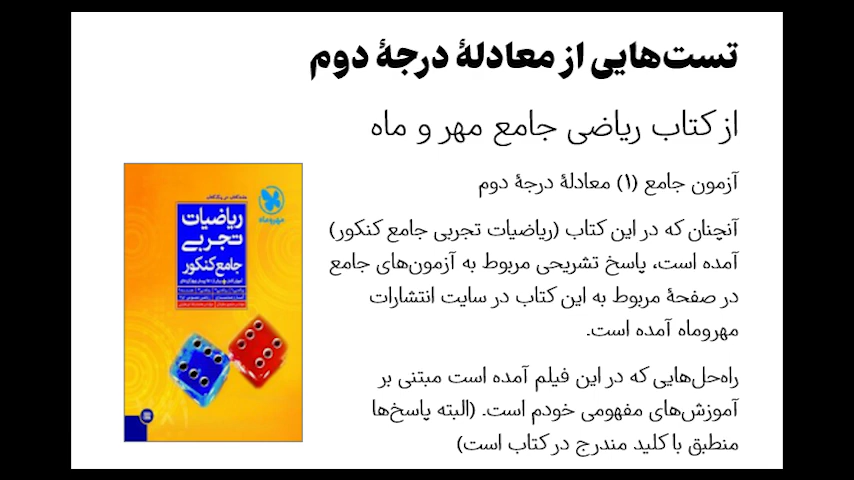 تست‌هایی از معادلهٔ درجهٔ دوم
از کتاب ریاضی جامع مهر و ماه
آزمون جامع (۱) معادلهٔ درجهٔ دوم
آنچنان که در این کتاب (ریاضیات تجربی جامع کنکور)
آمده است، پاسخ تشریحی مربوط به آزمون‌های جامع
در صفحهٔ مربوط به این کتاب در سایت انتشارات
مهروماه آمده است.
راه‌حل‌هایی که در این فیلم آمده است مبتنی بر
آموزش‌های مفهومی خودم است. (البته پاسخ‌ها
منطبق با کلید مندرج در کتاب است)
مهروماه
ریاضیات
تجربی
جامع کنکور